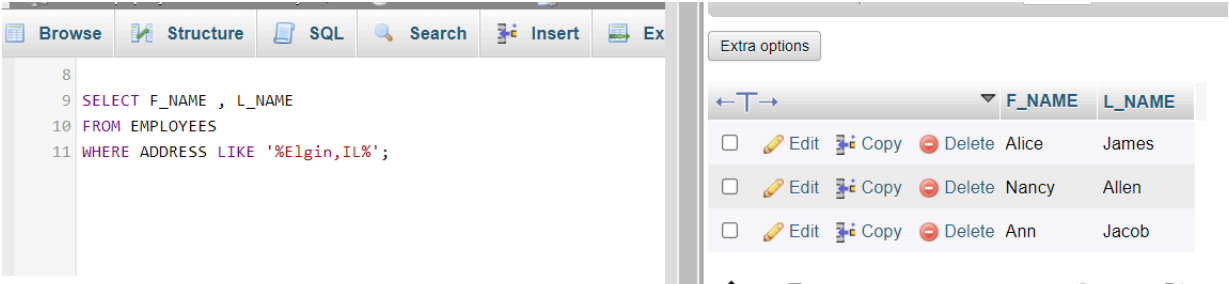 Browse Structure SQL Search Insert Ex
8
9 SELECT F_NAME , L_NAME
10 FROM EMPLOYEES
11 WHERE ADDRESS LIKE '%Elgin,IL%';
Extra options
←T→ ▼ F_NAME L_NAME
Edit Copy Delete Alice James
Edit Copy Delete Nancy Allen
Edit Copy Delete Ann Jacob